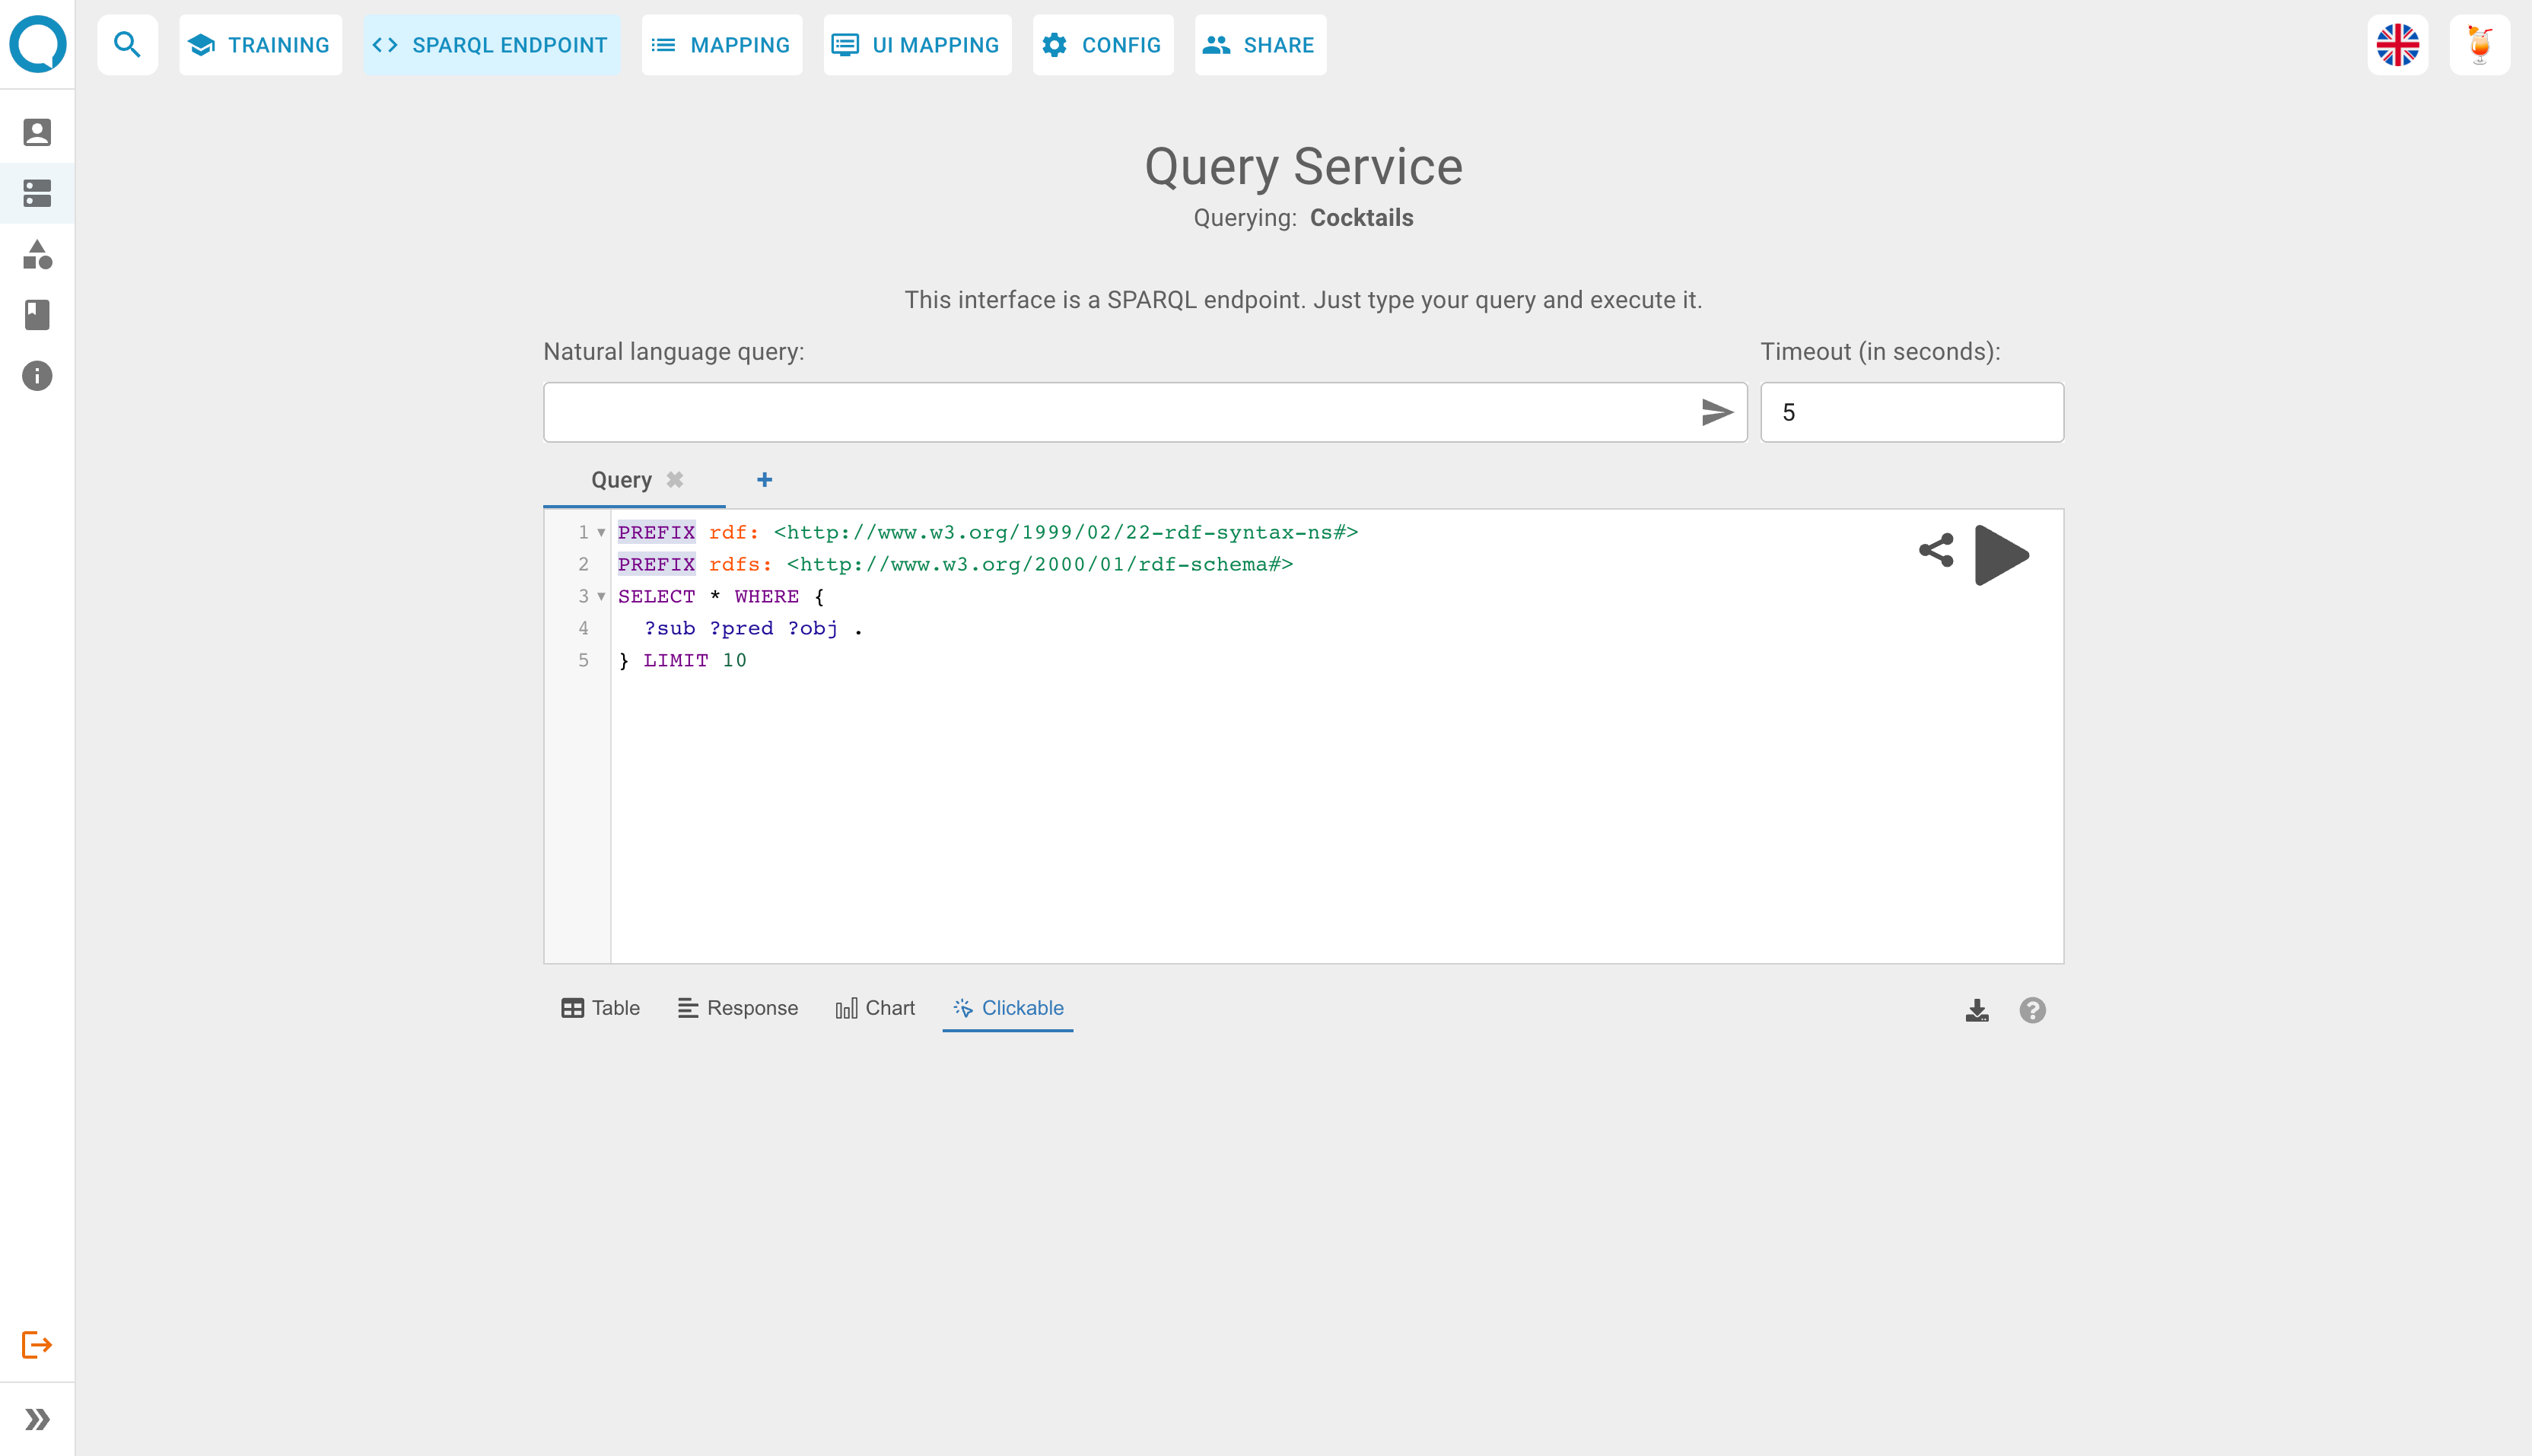 TRAINING
SPARQL ENDPOINT
MAPPING
UI MAPPING
CONFIG
SHARE
Query Service
Querying: Cocktails
This interface is a SPARQL endpoint. Just type your query and execute it.
Natural language query:
Timeout (in seconds):
5
Query
1 PREFIX rdf: <http://www.w3.org/1999/02/22-rdf-syntax-ns#>
2 PREFIX rdfs: <http://www.w3.org/2000/01/rdf-schema#>
3 SELECT * WHERE {
4 ?sub ?pred ?obj .
5 } LIMIT 10
Table
Response
Chart
Clickable